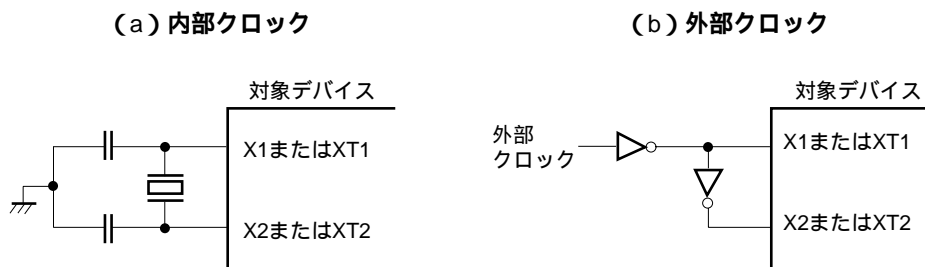 (a)内部クロック
(b)外部クロック
対象デバイス
X1またはXT1
X2またはXT2
対象デバイス
外部
クロック
X1またはXT1
X2またはXT2